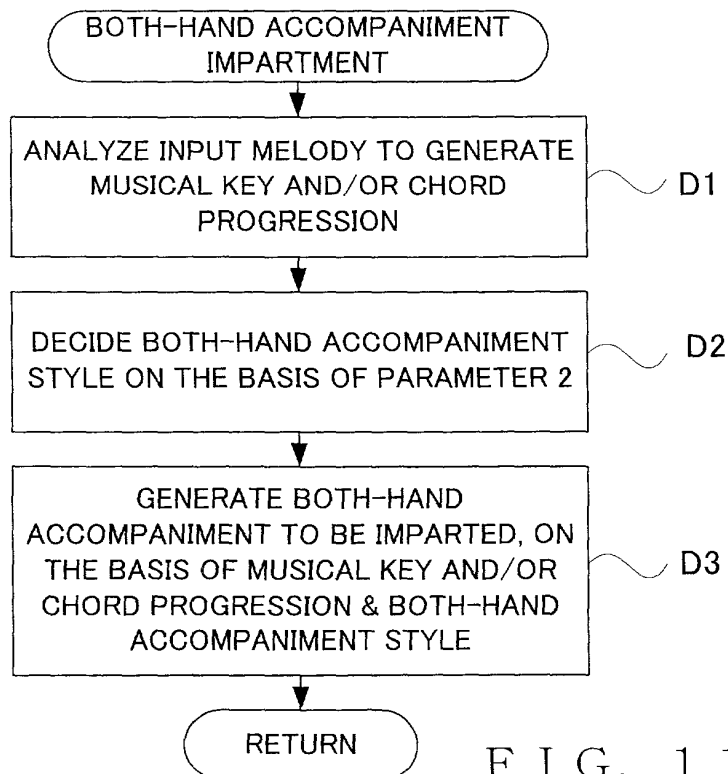 BOTH-HAND ACCOMPANIMENT
IMPARTMENT
ANALYZE INPUT MELODY TO GENERATE
MUSICAL KEY AND/OR CHORD
PROGRESSION
D1
DECIDE BOTH-HAND ACCOMPANIMENT
STYLE ON THE BASIS OF PARAMETER 2
D2
GENERATE BOTH-HAND
ACCOMPANIMENT TO BE IMPARTED, ON
THE BASIS OF MUSICAL KEY AND/OR
CHORD PROGRESSION & BOTH-HAND
ACCOMPANIMENT STYLE
D3
RETURN
FIG. 1